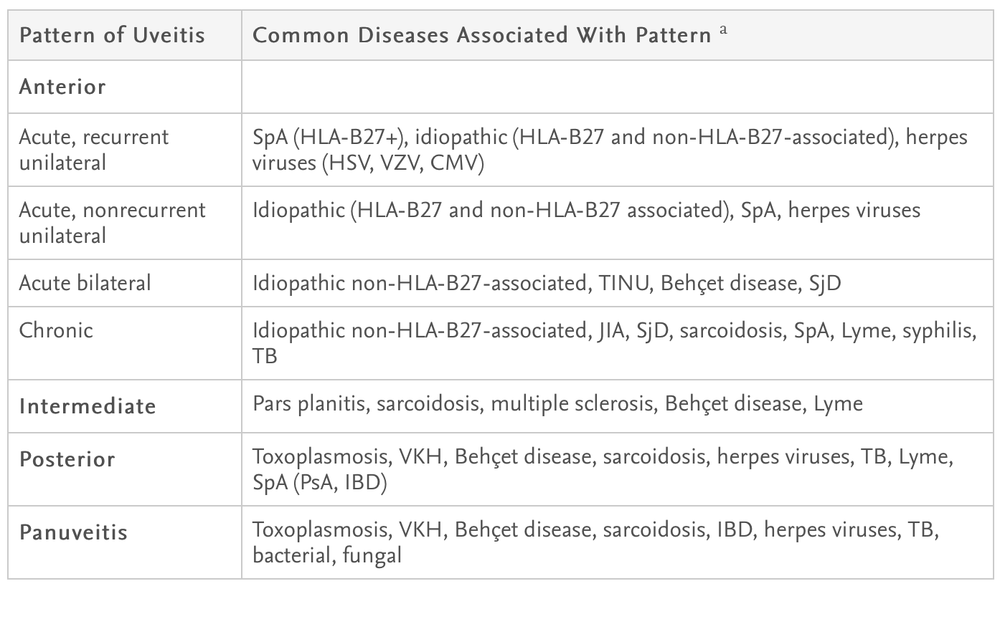 Pattern of Uveitis
Common Diseases Associated With Pattern a
Anterior
Acute, recurrent
unilateral
SpA (HLA-B27+), idiopathic (HLA-B27 and non-HLA-B27-associated), herpes
viruses (HSV, VZV, CMV)
Acute, nonrecurrent
unilateral
Idiopathic (HLA-B27 and non-HLA-B27 associated), SpA, herpes viruses
Acute bilateral
Idiopathic non-HLA-B27-associated, TINU, Behçet disease, SjD
Chronic
Idiopathic non-HLA-B27-associated, JIA, SjD, sarcoidosis, SpA, Lyme, syphilis,
TB
Intermediate
Pars planitis, sarcoidosis, multiple sclerosis, Behçet disease, Lyme
Posterior
Toxoplasmosis, VKH, Behçet disease, sarcoidosis, herpes viruses, TB, Lyme,
SpA (PsA, IBD)
Panuveitis
Toxoplasmosis, VKH, Behçet disease, sarcoidosis, IBD, herpes viruses, TB,
bacterial, fungal